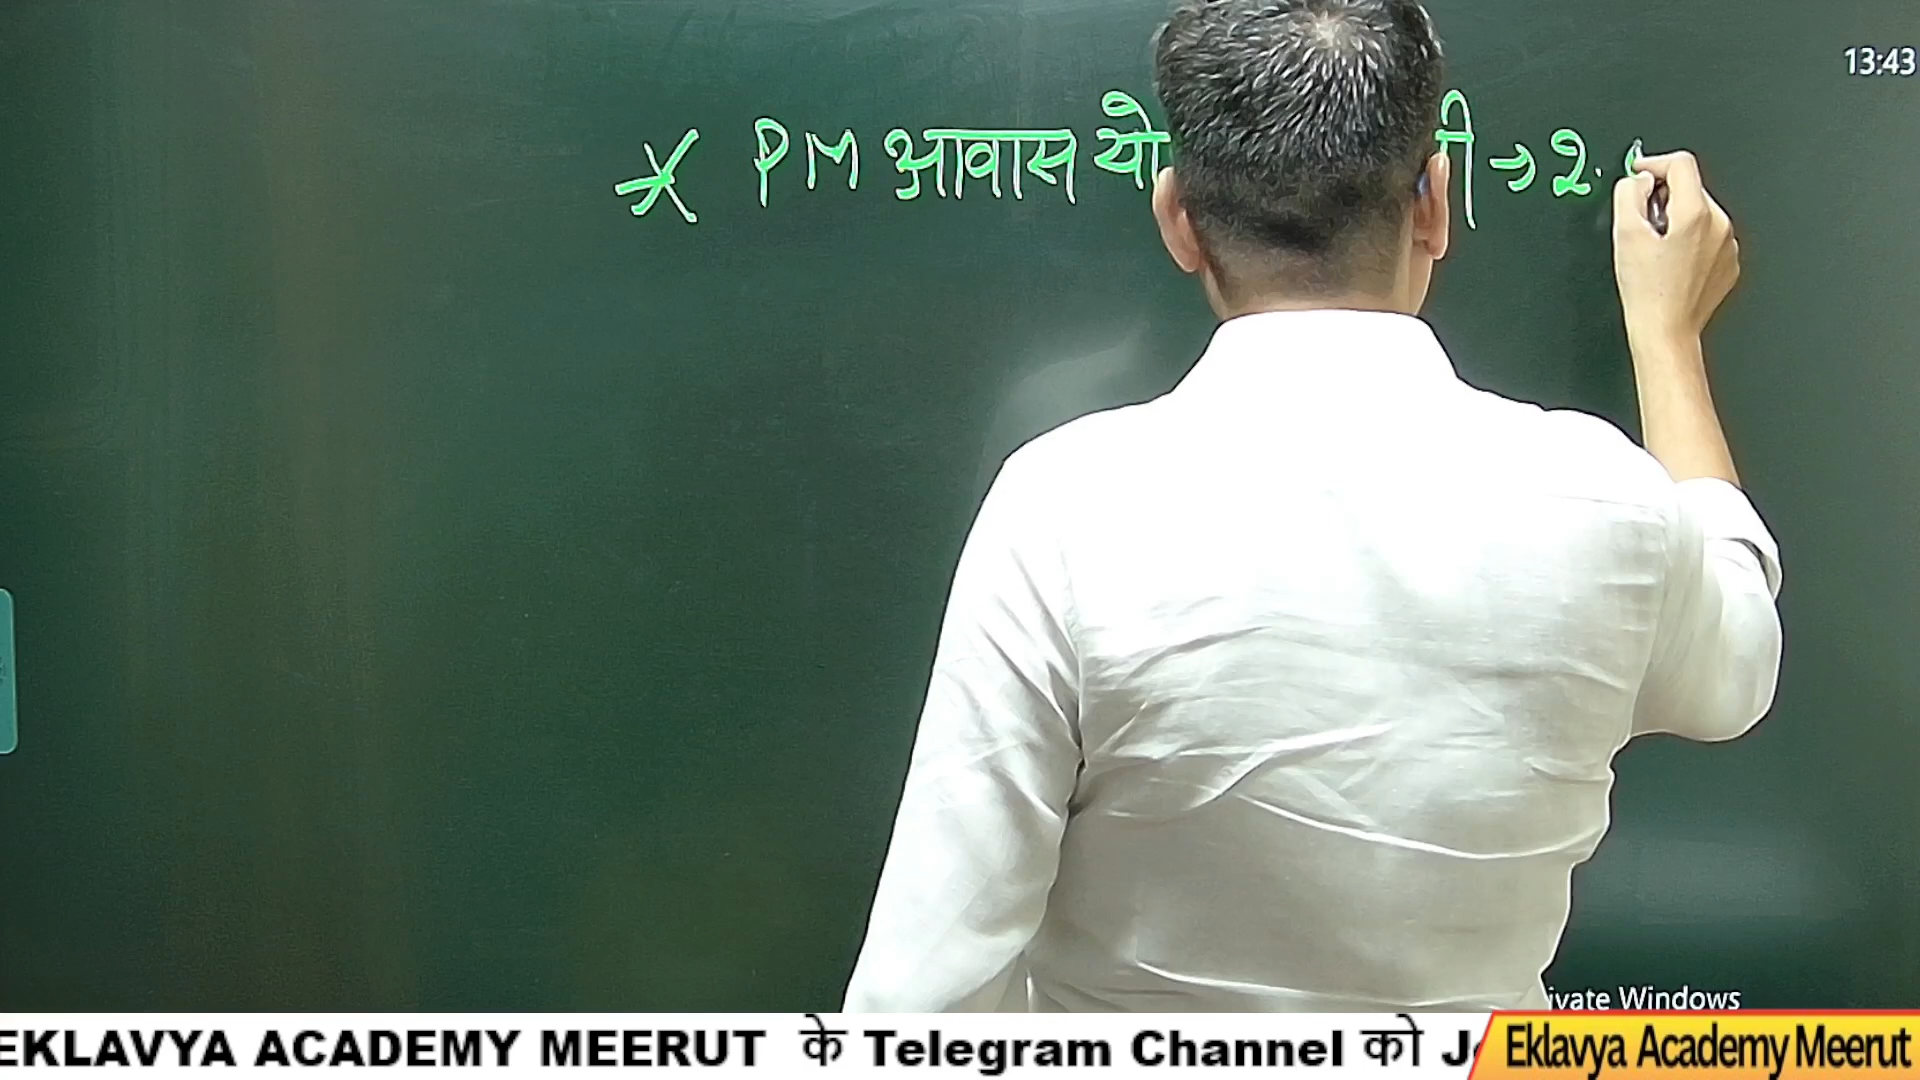 13:43
PM आवास यो → 2.
ivate Windows
EKLAVYA ACADEMY MEERUT के Telegram Channel को J
Eklavya Academy Meerut